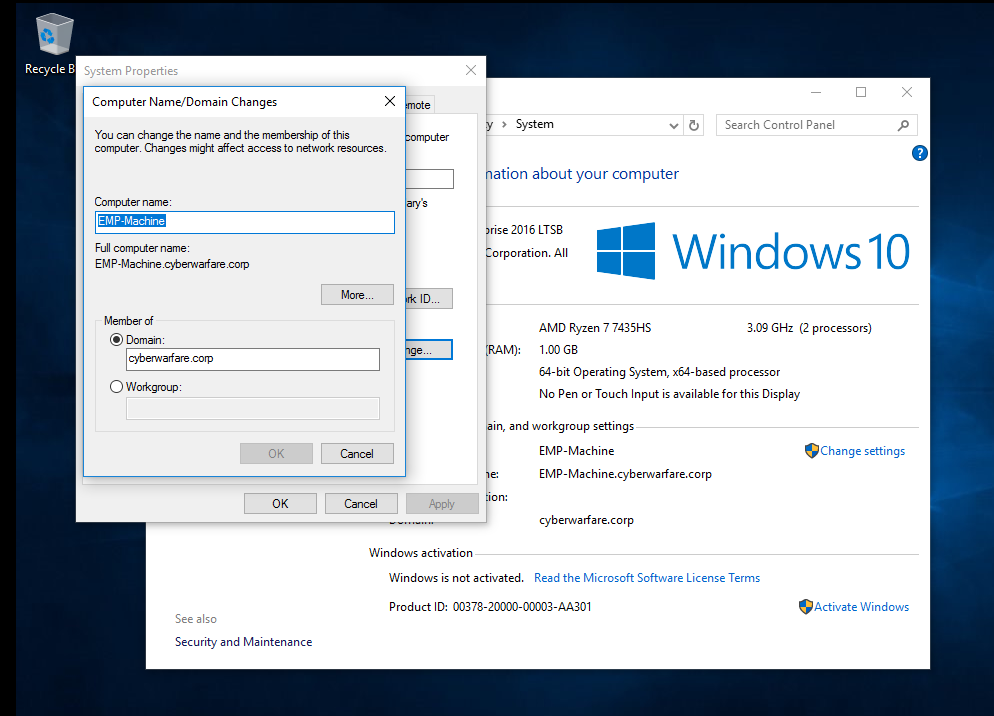 Recycle B
System Properties
Computer Name/Domain Changes
You can change the name and the membership of this
computer. Changes might affect access to network resources.
Computer name:
EMP-Machine
Full computer name:
EMP-Machine.cyberwarfare.corp
More...
Member of
Domain:
cyberwarfare.corp
Workgroup:
OK
Cancel
emote
computer
ary's
rk ID...
nge...
OK
Cancel
Apply
y › System
Search Control Panel
?
mation about your computer
prise 2016 LTSB
Corporation. All
Windows 10
AMD Ryzen 7 7435HS
3.09 GHz (2 processors)
(RAM):
1.00 GB
64-bit Operating System, x64-based processor
No Pen or Touch Input is available for this Display
ain, and workgroup settings
EMP-Machine
Change settings
ne:
EMP-Machine.cyberwarfare.corp
tion:
cyberwarfare.corp
Windows activation
Windows is not activated.
Read the Microsoft Software License Terms
Product ID: 00378-20000-00003-AA301
Activate Windows
See also
Security and Maintenance